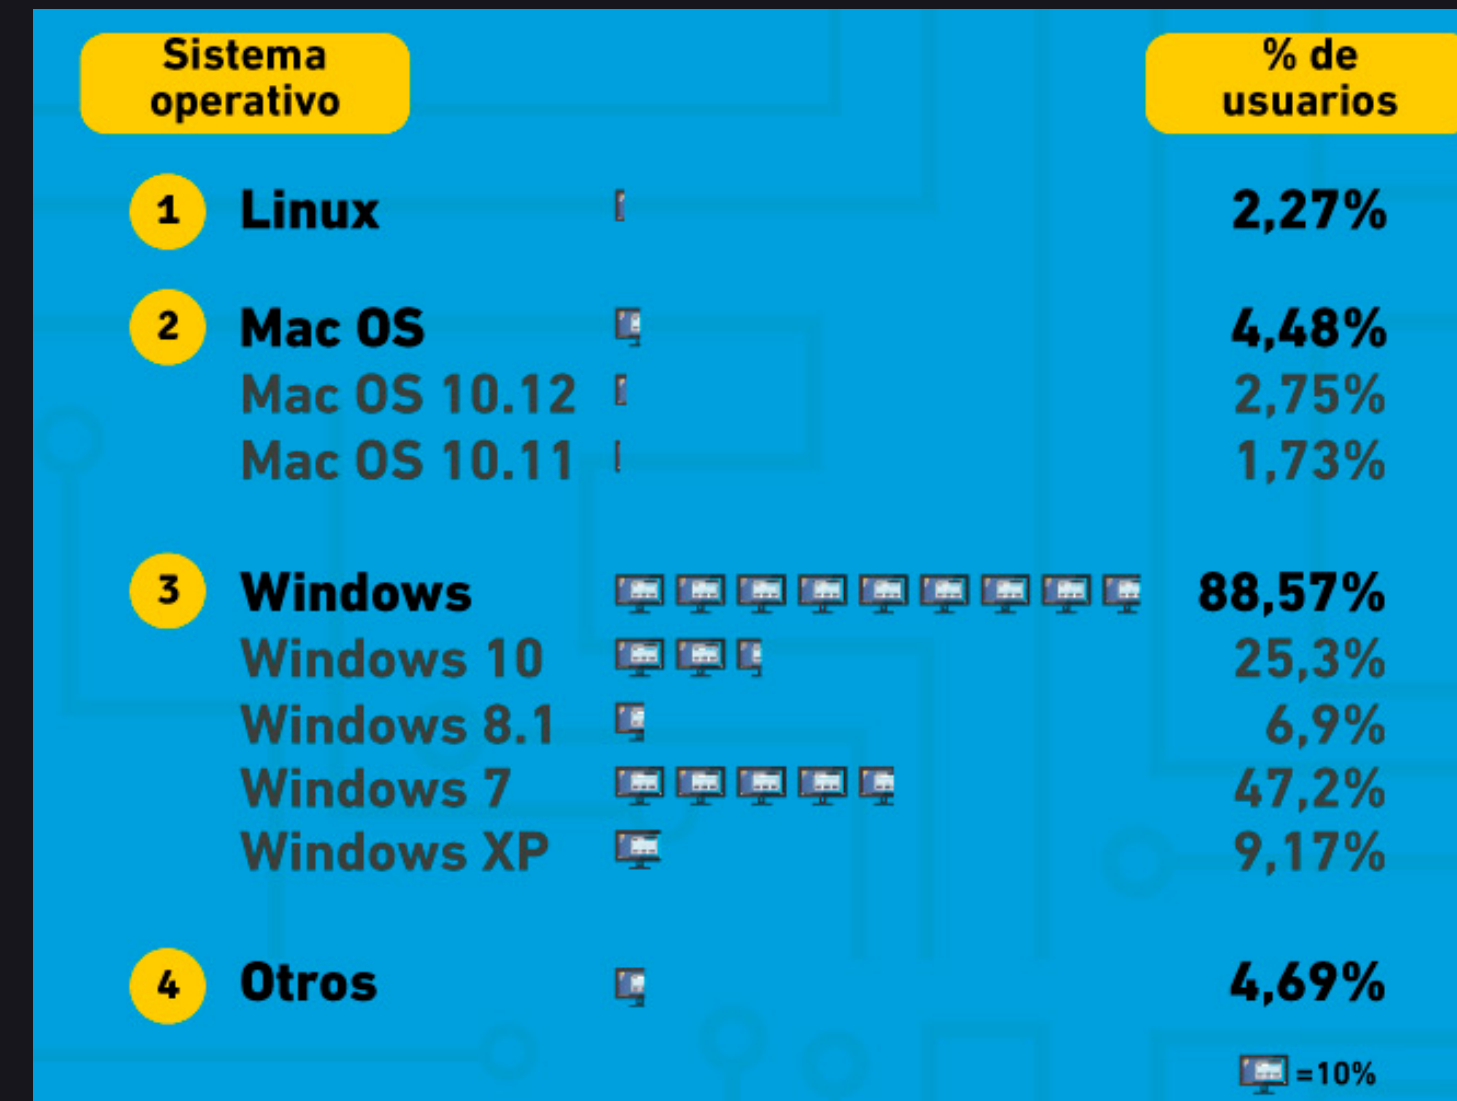 Sistema
operativo
% de
usuarios
1 Linux 2,27%
2 Mac OS 4,48%
Mac OS 10.12 2,75%
Mac OS 10.11 1,73%
3 Windows 88,57%
Windows 10 25,3%
Windows 8.1 6,9%
Windows 7 47,2%
Windows XP 9,17%
4 Otros 4,69%
=10%